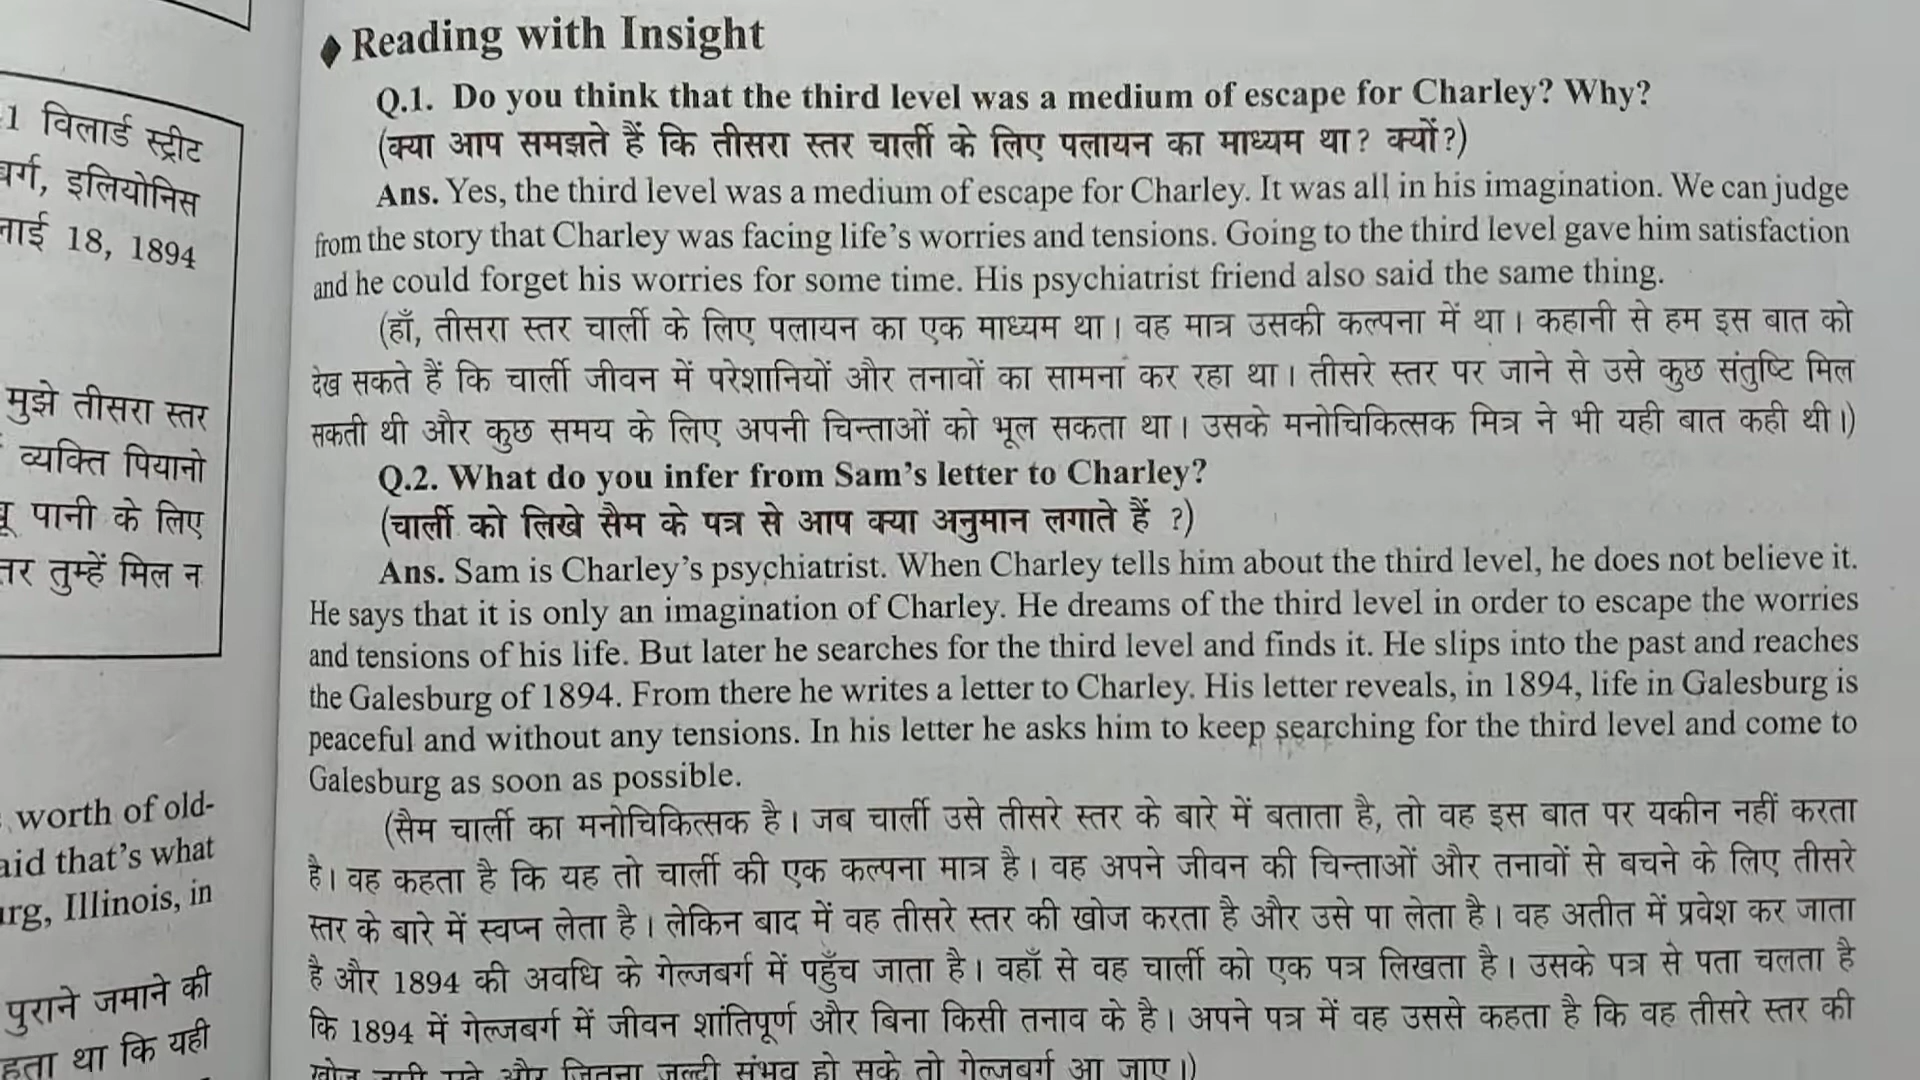 1 विलार्ड स्ट्रीट
बर्ग, इलियोनिस
18, 1894
मुझे तीसरा स्तर
व्यक्ति पियानो
पानी के लिए
तुम्हें मिल न
worth of old-
aid that's what
Illinois, in
पुराने जमाने की
था कि यही
Reading with Insight
Q.1. Do you think that the third level was a medium of escape for Charley? Why?
(क्या आप समझते हैं कि तीसरा स्तर चार्ली के लिए पलायन का माध्यम था? क्यों?)
Ans. Yes, the third level was a medium of escape for Charley. It was all in his imagination. We can judge
from the story that Charley was facing life's worries and tensions. Going to the third level gave him satisfaction
and he could forget his worries for some time. His psychiatrist friend also said the same thing.
(हाँ, तीसरा स्तर चार्ली के लिए पलायन का एक माध्यम था। वह मात्र उसकी कल्पना में था। कहानी से हम इस बात को
देख सकते हैं कि चार्ली जीवन में परेशानियों और तनावों का सामना कर रहा था। तीसरे स्तर पर जाने से उसे कुछ संतुष्टि मिल
सकती थी और कुछ समय के लिए अपनी चिन्ताओं को भूल सकता था। उसके मनोचिकित्सक मित्र ने भी यही बात कही थी।)
Q.2. What do you infer from Sam's letter to Charley?
(चार्ली को लिखे सैम के पत्र से आप क्या अनुमान लगाते हैं ?)
Ans. Sam is Charley's psychiatrist. When Charley tells him about the third level, he does not believe it.
He says that it is only an imagination of Charley. He dreams of the third level in order to escape the worries
and tensions of his life. But later he searches for the third level and finds it. He slips into the past and reaches
the Galesburg of 1894. From there he writes a letter to Charley. His letter reveals, in 1894, life in Galesburg is
peaceful and without any tensions. In his letter he asks him to keep searching for the third level and come to
Galesburg as soon as possible.
(सैम चार्ली का मनोचिकित्सक है। जब चार्ली उसे तीसरे स्तर के बारे में बताता है, तो वह इस बात पर यकीन नहीं करता
है। वह कहता है कि यह तो चार्ली की एक कल्पना मात्र है। वह अपने जीवन की चिन्ताओं और तनावों से बचने के लिए तीसरे
स्तर के बारे में स्वप्न लेता है। लेकिन बाद में वह तीसरे स्तर की खोज करता है और उसे पा लेता है। वह अतीत में प्रवेश कर जाता
है और 1894 की अवधि के गेल्जबर्ग में पहुँच जाता है। वहाँ से वह चार्ली को एक पत्र लिखता है। उसके पत्र से पता चलता है
कि 1894 में गेल्जबर्ग में जीवन शांतिपूर्ण और बिना किसी तनाव के है। अपने पत्र में वह उससे कहता है कि वह तीसरे स्तर की
खोज जारी रखे और जितना जल्दी संभव हो सके तो गेल्जबर्ग आ जाए।)